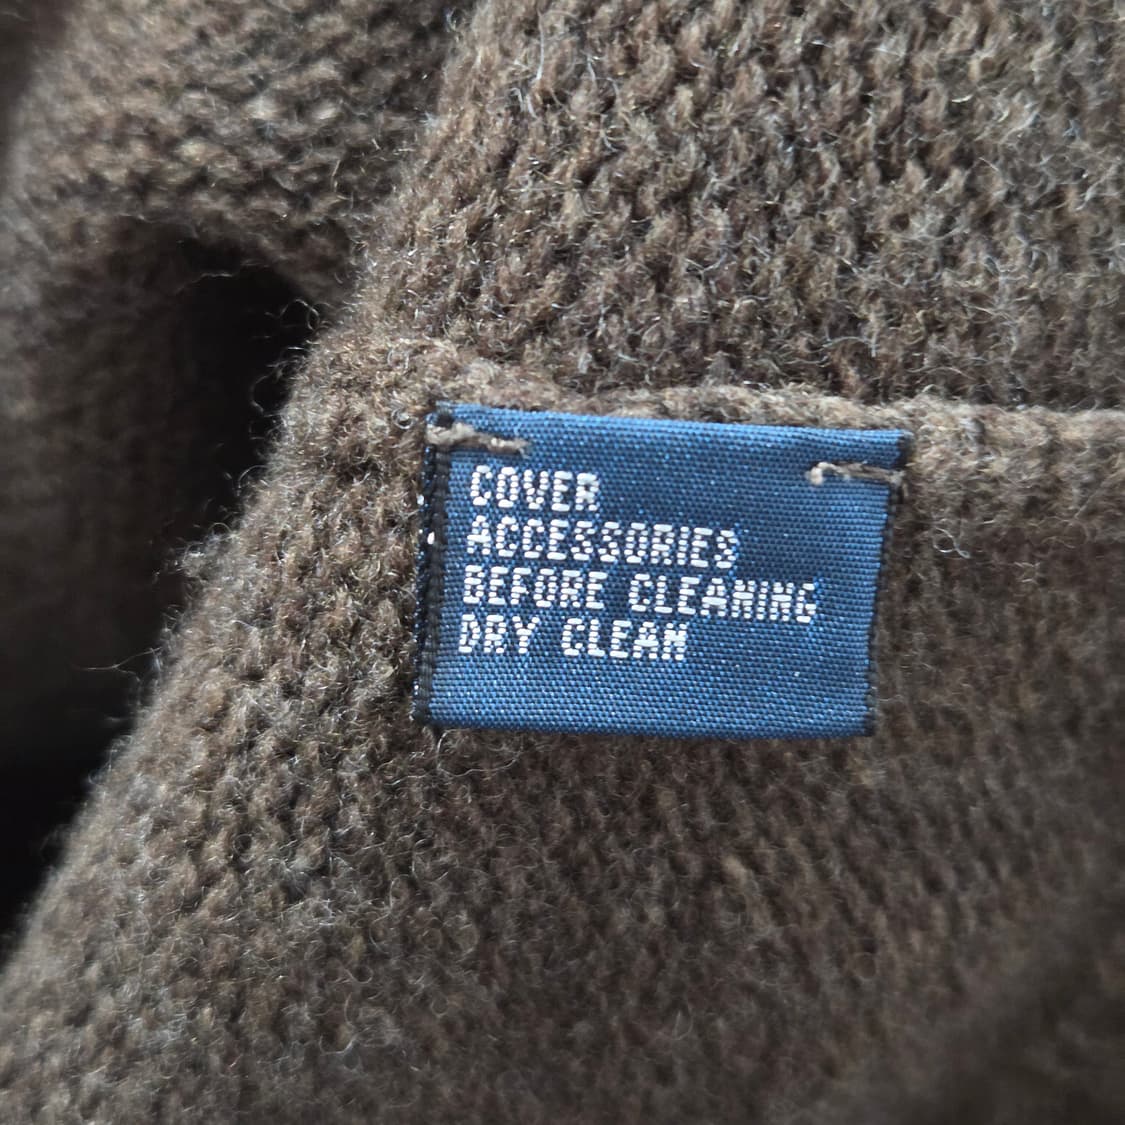 COVER
ACCESSORIES
BEFORE CLEANING
DRY CLEAN